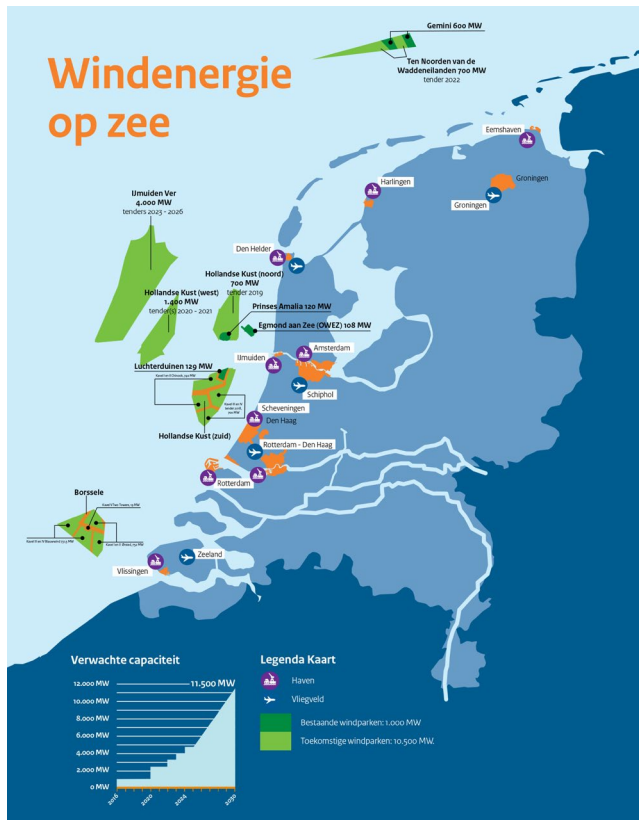 Windenergie
op zee
Gemini 600 MW
Ten Noorden van de
Waddeneilanden 700 MW
tender 2022
Eemshaven
Groningen
Groningen
Harlingen
IJmuiden Ver
4.000 MW
tenders 2023 - 2026
Den Helder
Hollandse Kust (noord)
700 MW
tender 2019
Hollandse Kust (west)
1.400 MW
tender(s) 2020 - 2021
Prinses Amalia 120 MW
Egmond aan Zee (OWEZ) 108 MW
Amsterdam
IJmuiden
Schiphol
Luchterduinen 129 MW
Hollandse Kust (zuid)
Scheveningen
Den Haag
Rotterdam - Den Haag
Rotterdam
Borssele
Zeeland
Vlissingen
Verwachte capaciteit
12.000 MW
11.500 MW
10.000 MW
8.000 MW
6.000 MW
4.000 MW
2.000 MW
0 MW
2016
2020
2024
2030
Legenda Kaart
Haven
Vliegveld
Bestaande windparken: 1.000 MW
Toekomstige windparken: 10.500 MW.